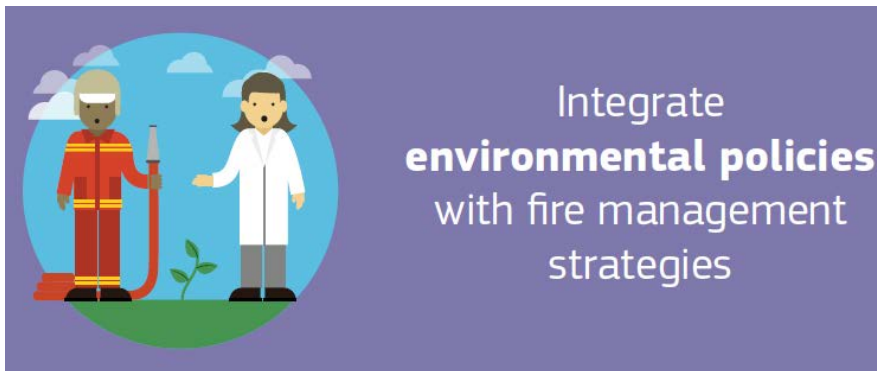 Integrate
environmental policies
with fire management
strategies